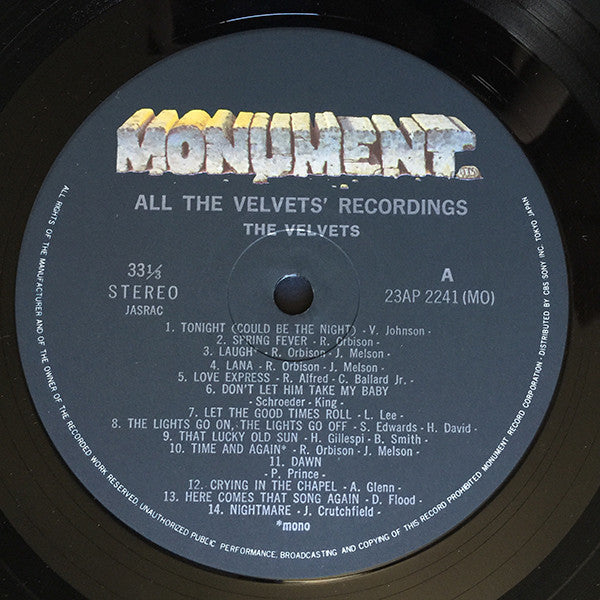 MONUMENT
ALL THE VELVETS' RECORDINGS
THE VELVETS
33⅓
STEREO
JASRAC
A
23AP 2241 (MO)
1. TONIGHT (COULD BE THE NIGHT) - V. Johnson -
2. SPRING FEVER - R. Orbison -
3. LAUGH* - R. Orbison - J. Melson -
4. LANA - R. Orbison - J. Melson -
5. LOVE EXPRESS - R. Alfred - C. Ballard Jr. -
6. DON'T LET HIM TAKE MY BABY
- Schroeder - King -
7. LET THE GOOD TIMES ROLL - L. Lee -
8. THE LIGHTS GO ON, THE LIGHTS GO OFF - S. Edwards - H. David -
9. THAT LUCKY OLD SUN - H. Gillespi - B. Smith -
10. TIME AND AGAIN* - R. Orbison - J. Melson -
11. DAWN
- P. Prince -
12. CRYING IN THE CHAPEL - A. Glenn -
13. HERE COMES THAT SONG AGAIN - D. Flood -
14. NIGHTMARE - J. Crutchfield -
*mono
ALL RIGHTS OF THE MANUFACTURER AND OF THE OWNER OF THE RECORDED WORK RESERVED. UNAUTHORIZED PUBLIC PERFORMANCE, BROADCASTING AND COPYING OF THIS RECORD PROHIBITED. MONUMENT RECORD CORPORATION · DISTRIBUTED BY CBS SONY INC. TOKYO JAPAN